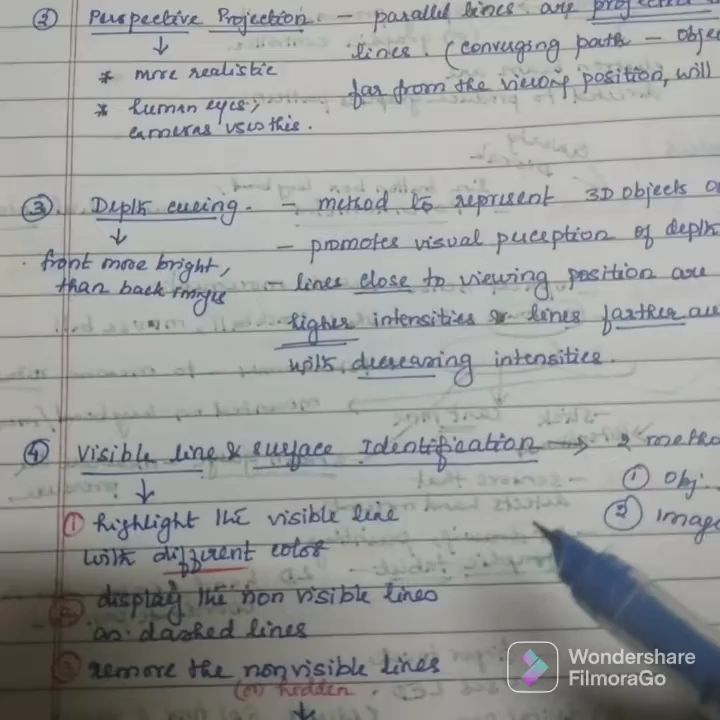 ② Perspective Projection – parallel lines are projected
↓ lines. (converging path – obje
* more realistic far from the viewing position, will
* human eyes,
cameras uses this.
③ Depth cueing. – method to represent 3D objects o
↓ – promotes visual perception of depth
front more bright, – lines close to viewing position are
than back images
higher intensities & lines farther are
with decreasing intensities.
④ Visible line & surface Identification → 2 metho
↓ ① Obj.
① highlight the visible line ② Image
with different color
② display the non visible lines
as dashed lines
③ remove the nonvisible lines
(or) hidden
Wondershare
FilmoraGo